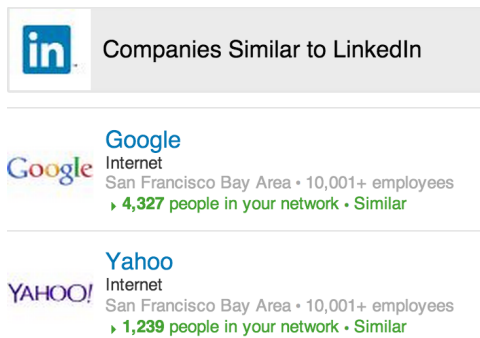 in
Companies Similar to LinkedIn
Google
Google
Internet
San Francisco Bay Area • 10,001+ employees
4,327 people in your network • Similar
YAHOO!
Yahoo
Internet
San Francisco Bay Area • 10,001+ employees
1,239 people in your network • Similar